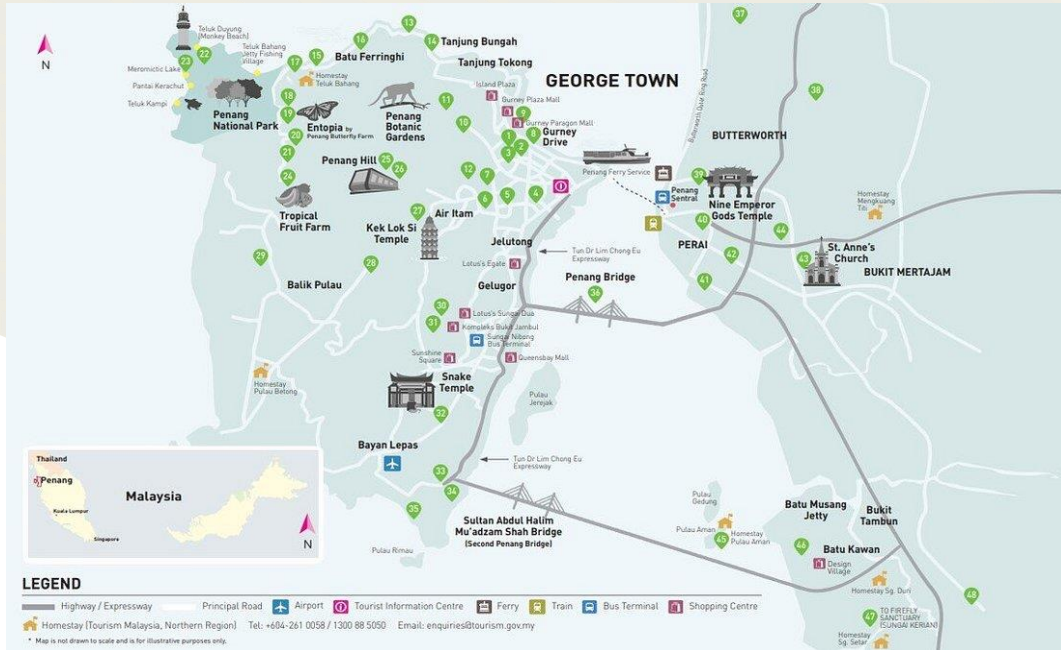 N
Teluk Duyung
(Monkey Beach)
Teluk Bahang
Jetty Fishing
Village
Meromictic Lake
Pantai Kerachut
Teluk Kampi
23
22
Penang
National Park
17
15
16
13
14
Homestay
Teluk Bahang
Batu Ferringhi
Tanjung Bungah
Tanjung Tokong
18
19
20
21
24
Entopia by
Penang Butterfly Farm
Penang
Botanic
Gardens
11
10
Island Plaza
Gurney Plaza Mall
Gurney Paragon Mall
9
8
1
2
3
Gurney
Drive
GEORGE TOWN
Penang Hill
25
26
12
7
6
5
4
Tropical
Fruit Farm
27
Air Itam
Kek Lok Si
Temple
29
28
Balik Pulau
Penang Ferry Service
Penang
Sentral
Butterworth Outer Ring Road
37
38
BUTTERWORTH
39
Nine Emperor
Gods Temple
Homestay
Mengkuang
Titi
40
44
PERAI
42
43
41
St. Anne's
Church
BUKIT MERTAJAM
Jelutong
Tun Dr Lim Chong Eu
Expressway
Lotus's Egate
Gelugor
Penang Bridge
36
30
31
Lotus's Sungai Dua
Kompleks Bukit Jambul
Sungai Nibong
Bus Terminal
Sunshine
Square
Queensbay Mall
Homestay
Pulau Betong
Snake
Temple
32
Pulau
Jerejak
Bayan Lepas
33
34
35
Tun Dr Lim Chong Eu
Expressway
Pulau Rimau
Sultan Abdul Halim
Mu'adzam Shah Bridge
(Second Penang Bridge)
Pulau
Gedung
Pulau Aman
45
Homestay
Pulau Aman
Batu Musang
Jetty
Bukit
Tambun
46
Batu Kawan
Design
Village
Homestay Sg. Duri
47
TO FIREFLY
SANCTUARY
(SUNGAI KERIAN)
48
Homestay
Sg. Setar
Thailand
Penang
Kuala Lumpur
Singapore
Malaysia
N
LEGEND
Highway / Expressway Principal Road Airport Tourist Information Centre Ferry Train Bus Terminal Shopping Centre
Homestay (Tourism Malaysia, Northern Region) Tel: +604-261 0058 / 1300 88 5050 Email: enquiries@tourism.gov.my
* Map is not drawn to scale and is for illustrative purposes only.